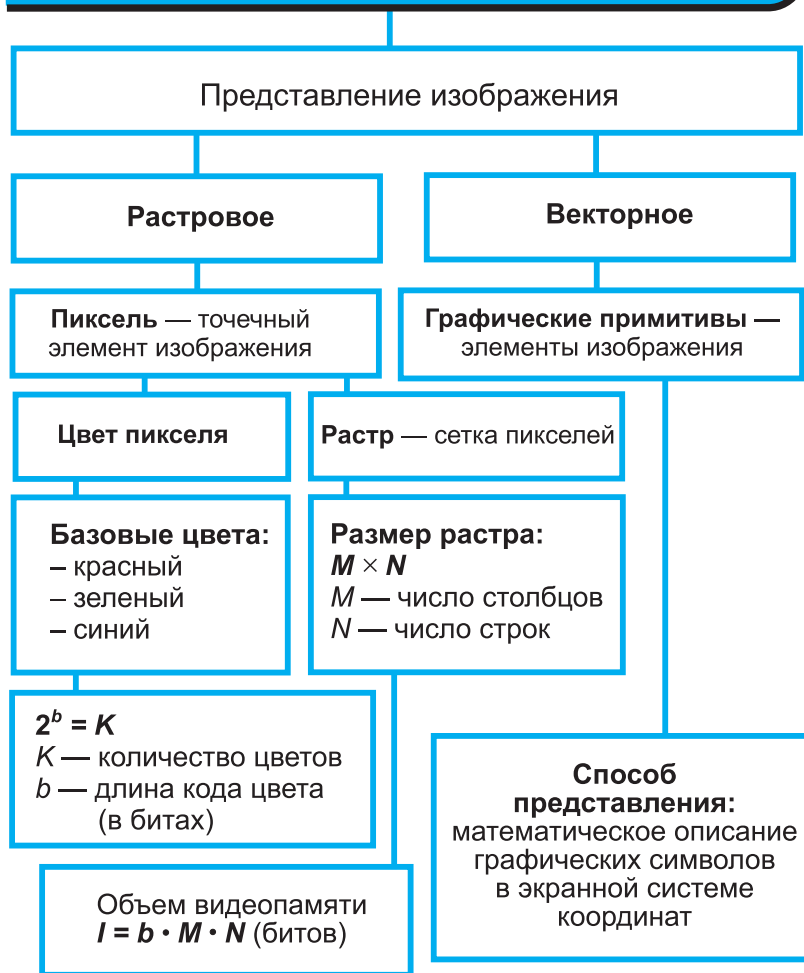 Представление изображения
Растровое
Векторное
Пиксель — точечный
элемент изображения
Графические примитивы —
элементы изображения
Цвет пикселя
Растр — сетка пикселей
Базовые цвета:
– красный
– зеленый
– синий
Размер растра:
M × N
M — число столбцов
N — число строк
2^b = K
K — количество цветов
b — длина кода цвета
(в битах)
Способ
представления:
математическое описание
графических символов
в экранной системе
координат
Объем видеопамяти
I = b • M • N (битов)